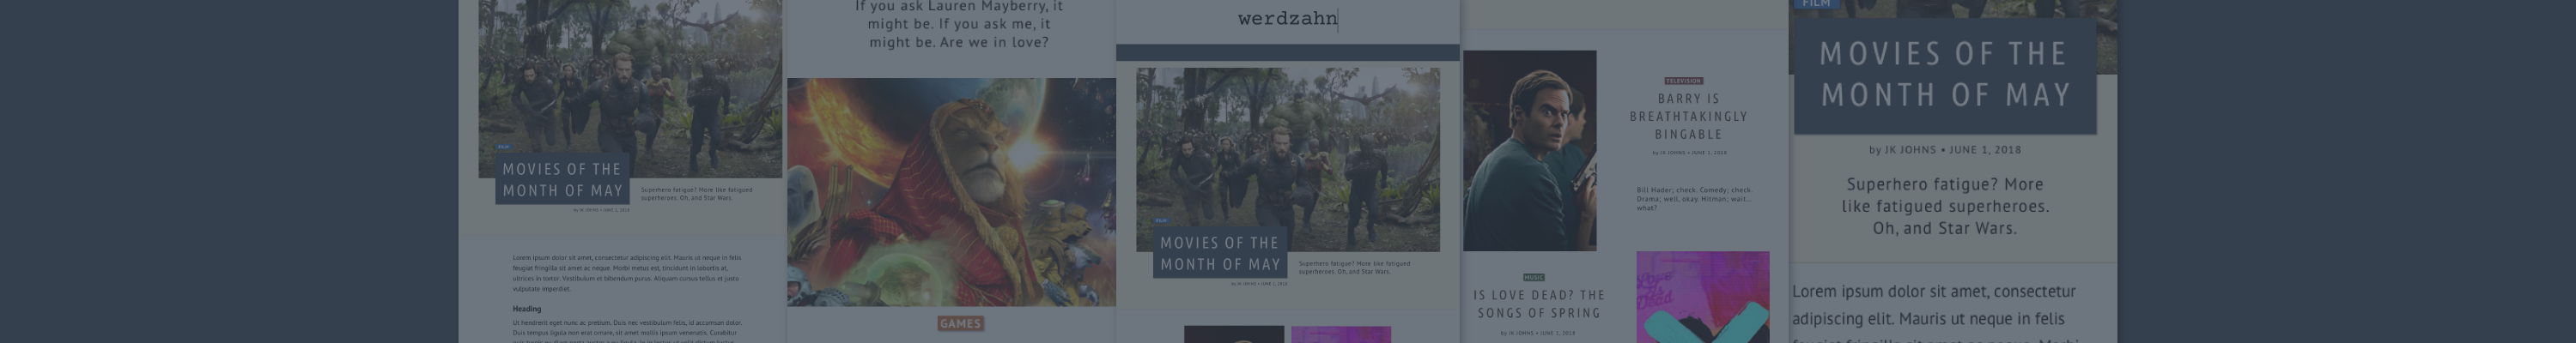 FILM
MOVIES OF THE
MONTH OF MAY
Superhero fatigue? More like fatigued
superheroes. Oh, and Star Wars.
by JK JOHNS • JUNE 1, 2018
Lorem ipsum dolor sit amet, consectetur adipiscing elit. Mauris ut neque in felis
feugiat fringilla sit amet ac neque. Morbi metus est, tincidunt in lobortis at,
ultrices in tortor. Vestibulum et bibendum purus. Aliquam cursus tellus et justo
vulputate imperdiet.
Heading
Ut hendrerit eget nunc ac pretium. Duis nec vestibulum felis, id accumsan dolor.
Duis tempus ligula non erat ornare, sit amet mollis ipsum venenatis. Curabitur
If you ask Lauren Mayberry, it
might be. If you ask me, it
might be. Are we in love?
GAMES
werdzahn
FILM
MOVIES OF THE
MONTH OF MAY
Superhero fatigue? More like fatigued
superheroes. Oh, and Star Wars.
by JK JOHNS • JUNE 1, 2018
TELEVISION
BARRY IS
BREATHTAKINGLY
BINGABLE
by JK JOHNS • JUNE 1, 2018
Bill Hader; check. Comedy; check.
Drama; well, okay. Hitman; wait...
what?
MUSIC
IS LOVE DEAD? THE
SONGS OF SPRING
by JK JOHNS • JUNE 1, 2018
Love
Is
Dead
FILM
MOVIES OF THE
MONTH OF MAY
by JK JOHNS • JUNE 1, 2018
Superhero fatigue? More
like fatigued superheroes.
Oh, and Star Wars.
Lorem ipsum dolor sit amet, consectetur
adipiscing elit. Mauris ut neque in felis